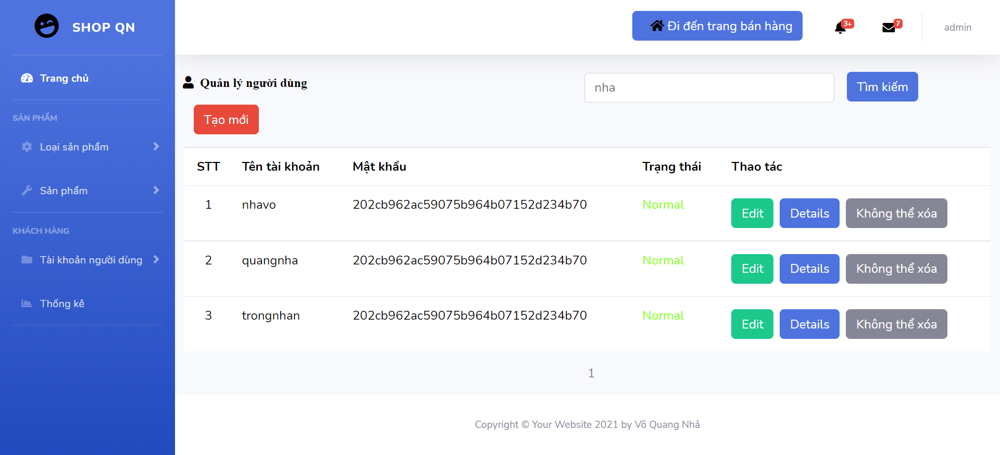 SHOP QN
Đi đến trang bán hàng
3+
7
admin
Trang chủ
SẢN PHẨM
Loại sản phẩm
Sản phẩm
KHÁCH HÀNG
Tài khoản người dùng
Thống kê
Quản lý người dùng
nha
Tìm kiếm
Tạo mới
STT Tên tài khoản Mật khẩu Trạng thái Thao tác
1 nhavo 202cb962ac59075b964b07152d234b70 Normal Edit Details Không thể xóa
2 quangnha 202cb962ac59075b964b07152d234b70 Normal Edit Details Không thể xóa
3 trongnhan 202cb962ac59075b964b07152d234b70 Normal Edit Details Không thể xóa
1
Copyright © Your Website 2021 by Võ Quang Nhả